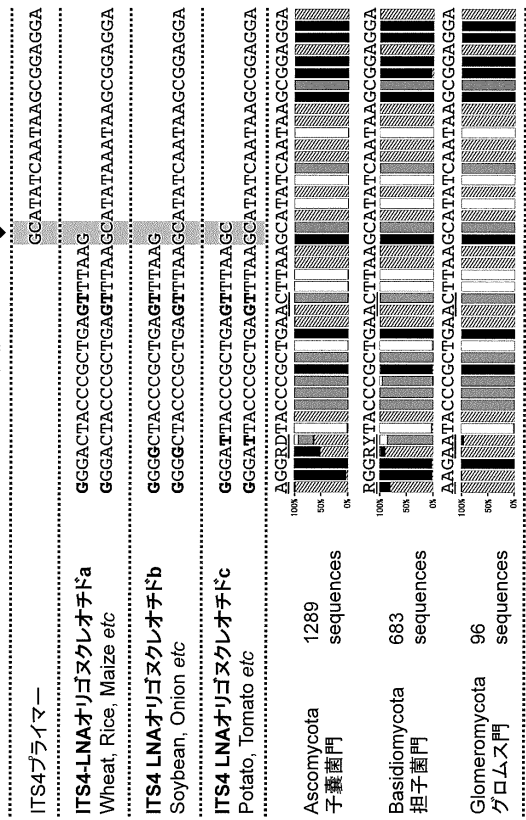 ITS4プライマー
GCATATCAATAAGCGGAGGA
ITS4-LNAオリゴヌクレオチドa
Wheat, Rice, Maize etc
GGGACTACCCGCTGAGTTTAAG
GGGACTACCCGCTGAGTTTAAGCATATAAATAAGCGGAGGA
ITS4 LNAオリゴヌクレオチドb
Soybean, Onion etc
GGGGCTACCCGCTGAGTTTAAG
GGGGCTACCCGCTGAGTTTAAGCATATCAATAAGCGGAGGA
ITS4 LNAオリゴヌクレオチドc
Potato, Tomato etc
GGGATTACCCGCTGAGTTTAAGC
GGGATTACCCGCTGAGTTTAAGCATATCAATAAGCGGAGGA
Ascomycota
子嚢菌門
1289
sequences
AGGRDTACCCGCTGAACTTAAGCATATCAATAAGCGGAGGA
100%
50%
0%
Basidiomycota
担子菌門
683
sequences
RGGRYTACCCGCTGAACTTAAGCATATCAATAAGCGGAGGA
100%
50%
0%
Glomeromycota
グロムス門
96
sequences
AAGAATACCCGCTGAACTTAAGCATATCAATAAGCGGAGGA
100%
50%
0%